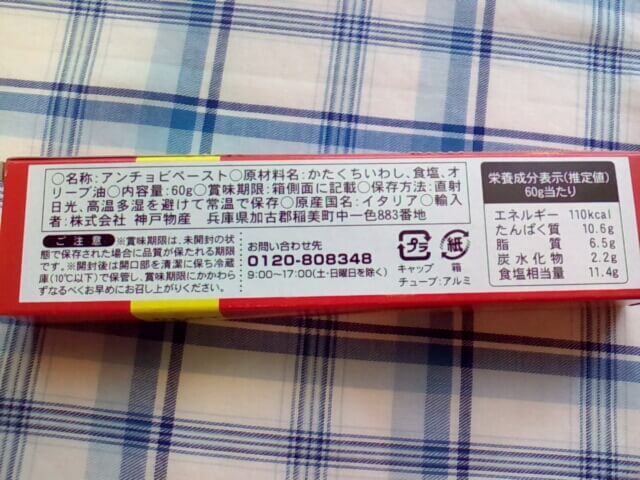 ○名称:アンチョビペースト○原材料名:かたくちいわし、食塩、オ
リーブ油○内容量:60g○賞味期限:箱側面に記載○保存方法:直射
日光、高温多湿を避けて常温で保存○原産国名:イタリア○輸入
者:株式会社 神戸物産 兵庫県加古郡稲美町中一色883番地
ご注意 ※賞味期限は、未開封の状
態で保存された場合に品質が保たれる期限
です。※開封後は開口部を清潔に保ち冷蔵
庫(10℃以下)で保管し、賞味期限にかかわら
ずなるべくお早めにお召し上がりください。
お問い合わせ先
0120-808348
9:00〜17:00(土・日曜日を除く)
プラ 紙
キャップ 箱
チューブ:アルミ
栄養成分表示(推定値)
60g当たり
エネルギー 110kcal
たんぱく質 10.6g
脂質 6.5g
炭水化物 2.2g
食塩相当量 11.4g